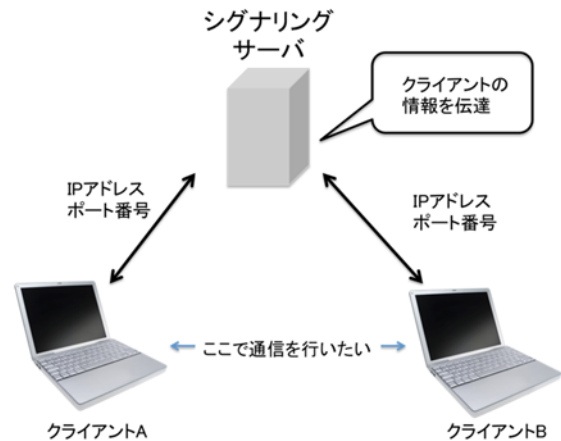 シグナリング
サーバ
クライアントの
情報を伝達
IPアドレス
ポート番号
IPアドレス
ポート番号
ここで通信を行いたい
クライアントA
クライアントB